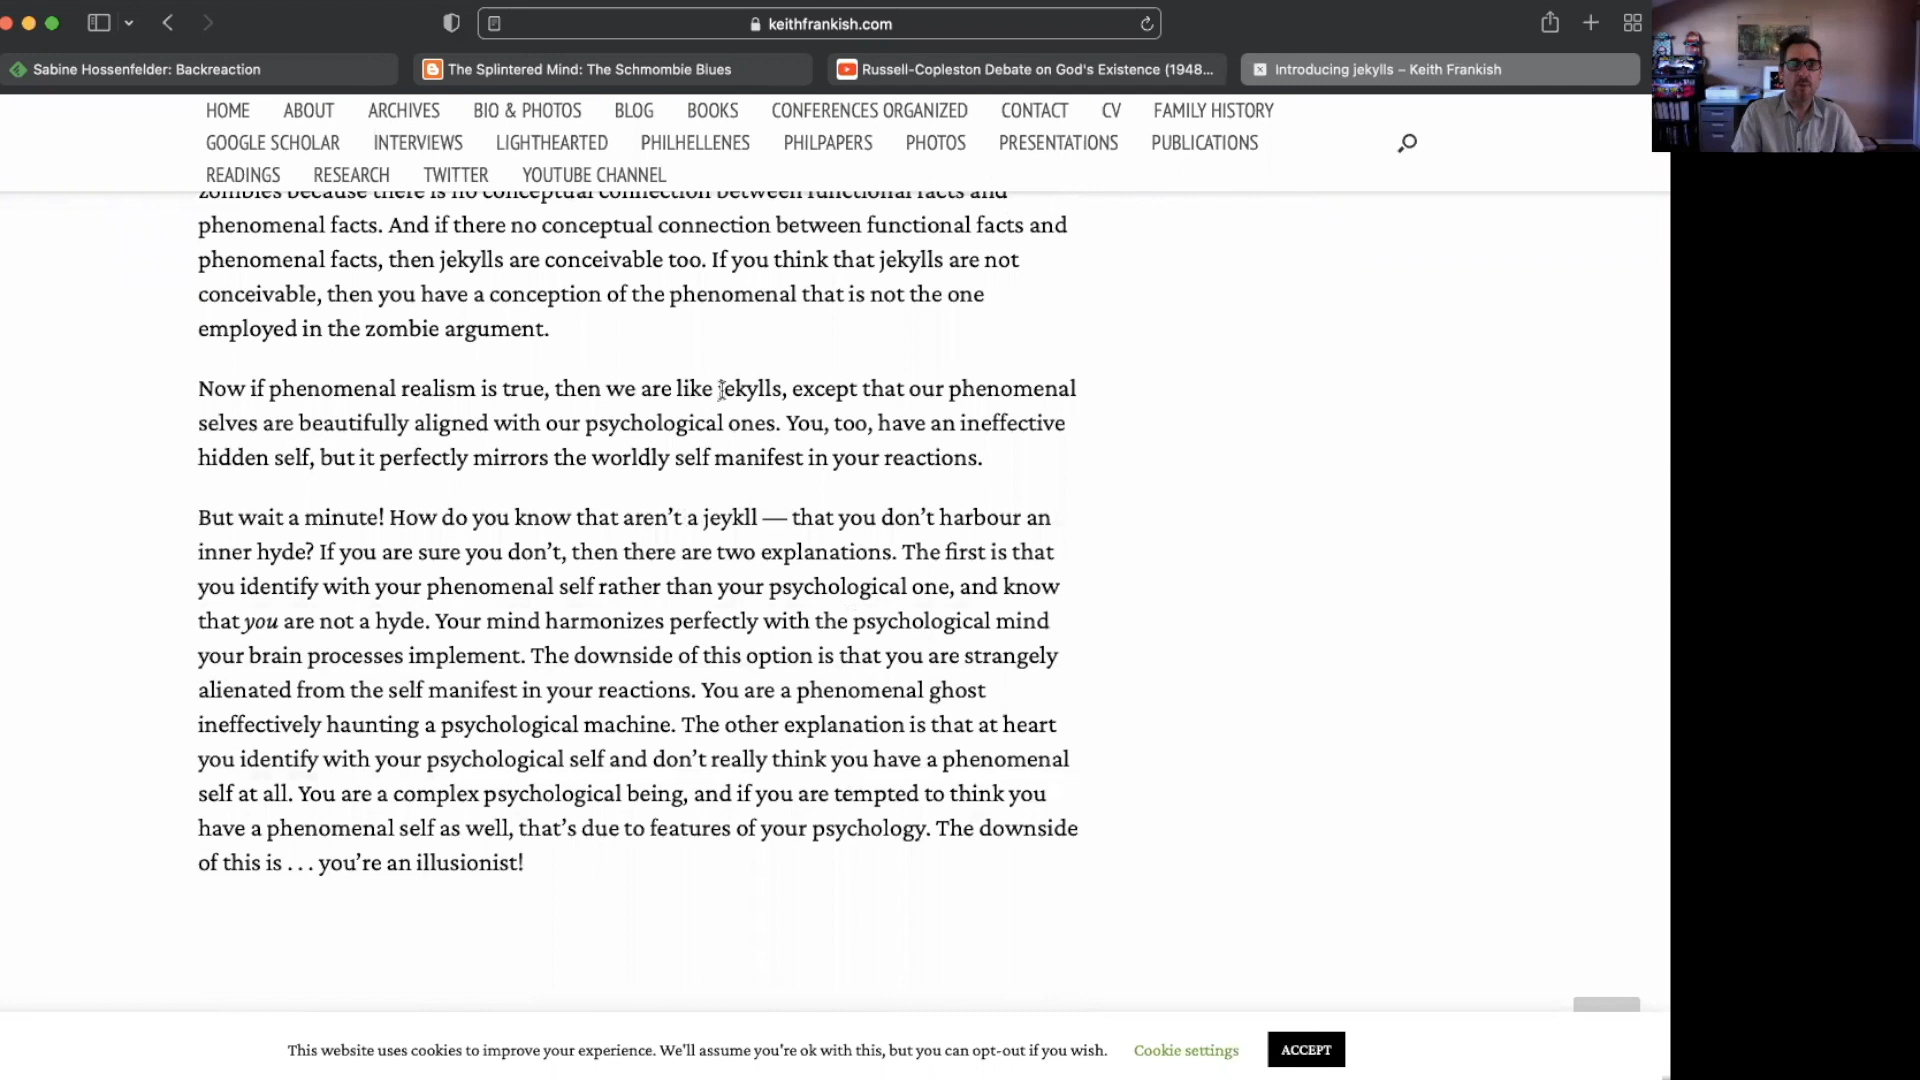 keithfrankish.com
Sabine Hossenfelder: Backreaction
The Splintered Mind: The Schmombie Blues
Russell-Copleston Debate on God's Existence (1948...
Introducing jekylls – Keith Frankish
HOME ABOUT ARCHIVES BIO & PHOTOS BLOG BOOKS CONFERENCES ORGANIZED CONTACT CV FAMILY HISTORY
GOOGLE SCHOLAR INTERVIEWS LIGHTHEARTED PHILHELLENES PHILPAPERS PHOTOS PRESENTATIONS PUBLICATIONS
READINGS RESEARCH TWITTER YOUTUBE CHANNEL
zombies because there is no conceptual connection between functional facts and
phenomenal facts. And if there no conceptual connection between functional facts and
phenomenal facts, then jekylls are conceivable too. If you think that jekylls are not
conceivable, then you have a conception of the phenomenal that is not the one
employed in the zombie argument.
Now if phenomenal realism is true, then we are like jekylls, except that our phenomenal
selves are beautifully aligned with our psychological ones. You, too, have an ineffective
hidden self, but it perfectly mirrors the worldly self manifest in your reactions.
But wait a minute! How do you know that aren’t a jeykll — that you don’t harbour an
inner hyde? If you are sure you don’t, then there are two explanations. The first is that
you identify with your phenomenal self rather than your psychological one, and know
that you are not a hyde. Your mind harmonizes perfectly with the psychological mind
your brain processes implement. The downside of this option is that you are strangely
alienated from the self manifest in your reactions. You are a phenomenal ghost
ineffectively haunting a psychological machine. The other explanation is that at heart
you identify with your psychological self and don’t really think you have a phenomenal
self at all. You are a complex psychological being, and if you are tempted to think you
have a phenomenal self as well, that’s due to features of your psychology. The downside
of this is . . . you’re an illusionist!
This website uses cookies to improve your experience. We'll assume you're ok with this, but you can opt-out if you wish. Cookie settings ACCEPT